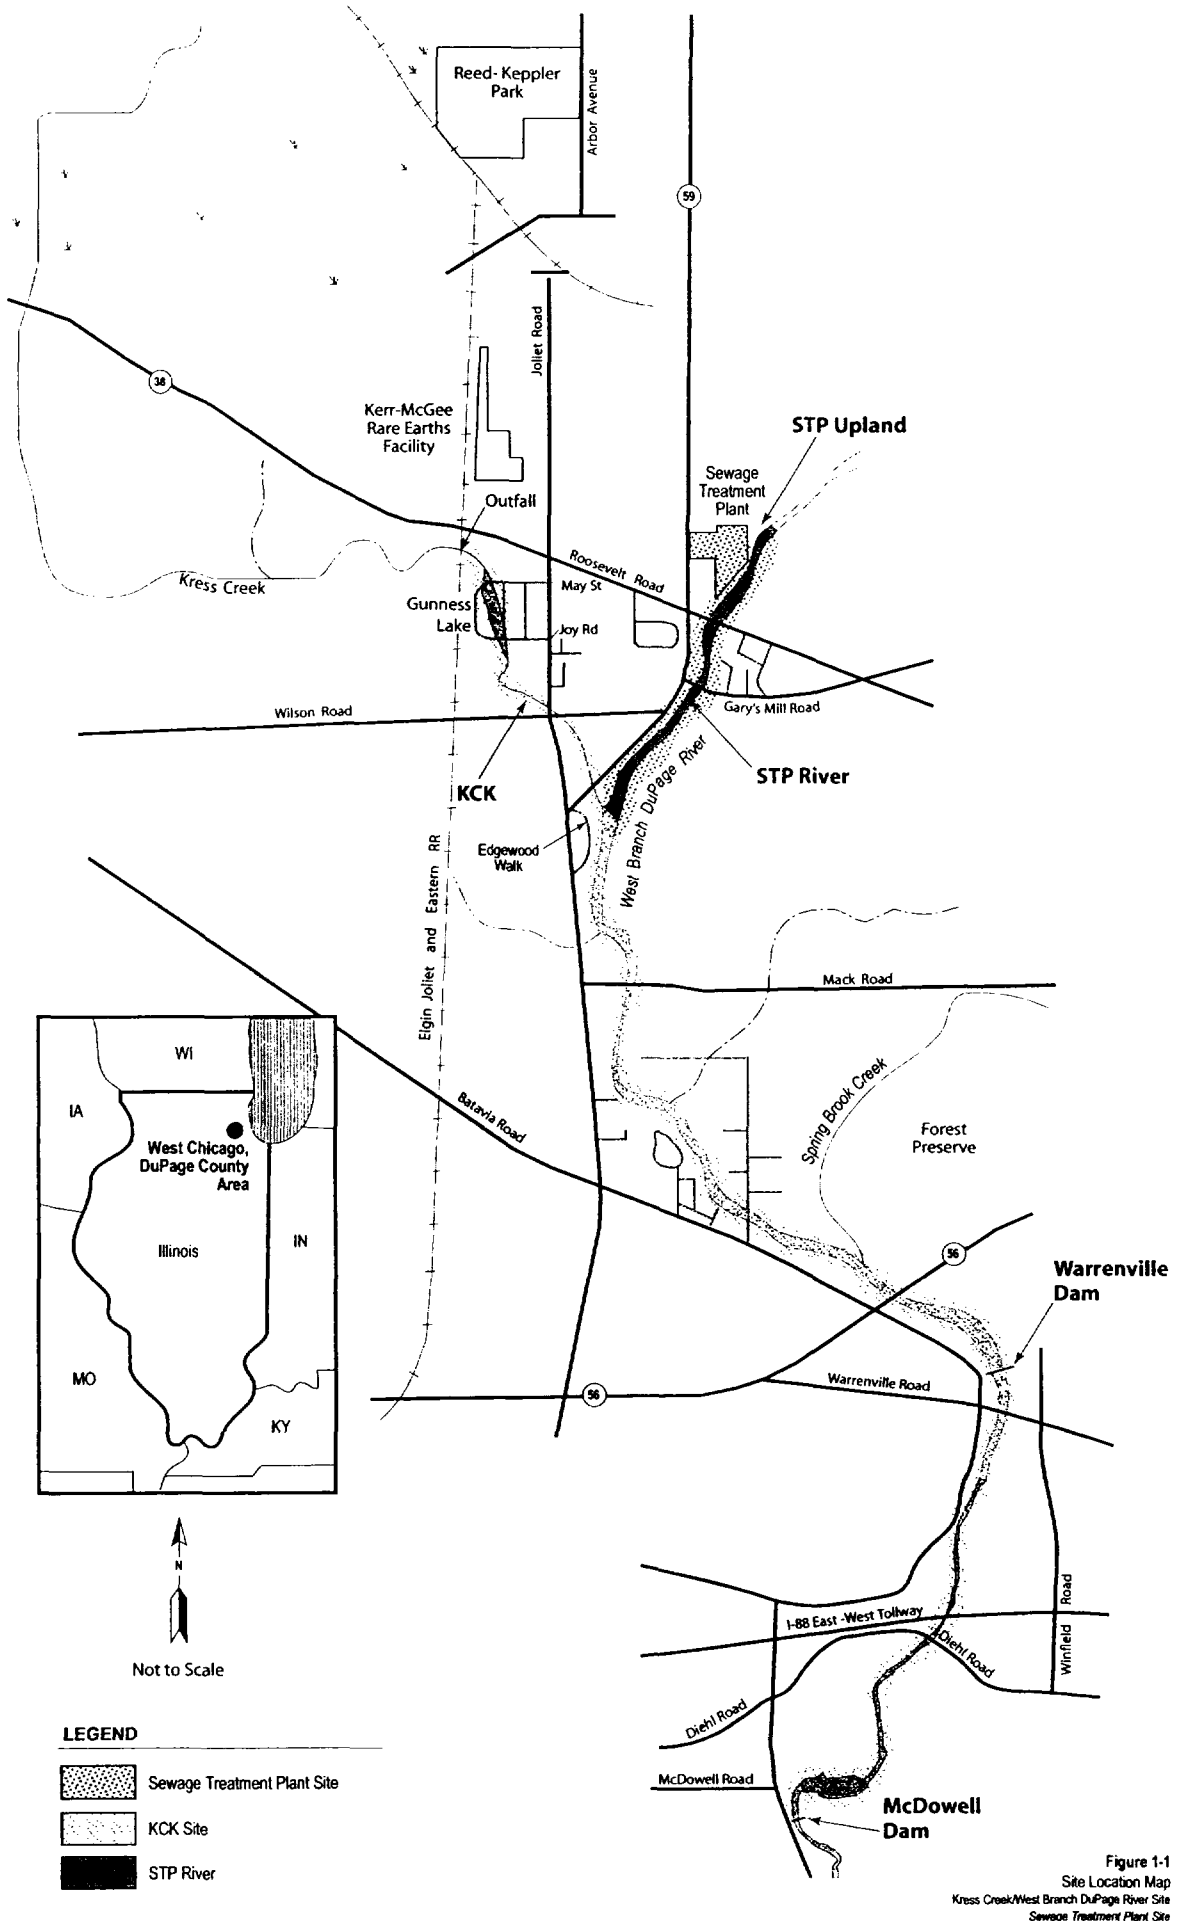 Reed-Keppler
Park
Arbor Avenue
59
Joliet Road
38
Kerr-McGee
Rare Earths
Facility
STP Upland
Sewage
Treatment
Plant
Outfall
Roosevelt Road
Kress Creek
May St
Gunness
Lake
Joy Rd
Wilson Road
Gary's Mill Road
KCK
STP River
West Branch DuPage River
Edgewood
Walk
Elgin Joliet and Eastern RR
Mack Road
Batavia Road
Spring Brook Creek
Forest
Preserve
WI
IA
West Chicago,
DuPage County
Area
Illinois
IN
MO
KY
56
Warrenville
Dam
56
Warrenville Road
N
Not to Scale
I-88 East-West Tollway
Winfield Road
Diehl Road
Diehl Road
McDowell Road
McDowell
Dam
LEGEND
Sewage Treatment Plant Site
KCK Site
STP River
Figure 1-1
Site Location Map
Kress Creek/West Branch DuPage River Site
Sewage Treatment Plant Site